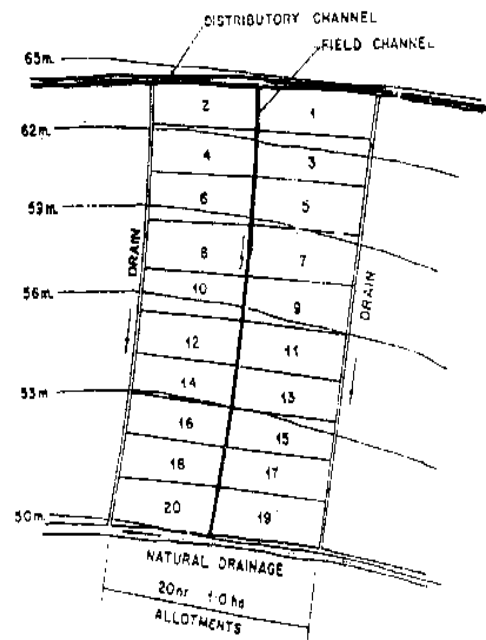 DISTRIBUTORY CHANNEL
FIELD CHANNEL
65m.
2 1
62m.
4 3
6 5
59m.
8 7
DRAIN
DRAIN
10 9
56m.
12 11
14 13
53m.
16 15
18 17
20 19
50m.
NATURAL DRAINAGE
20nr 1·0 ha
ALLOTMENTS